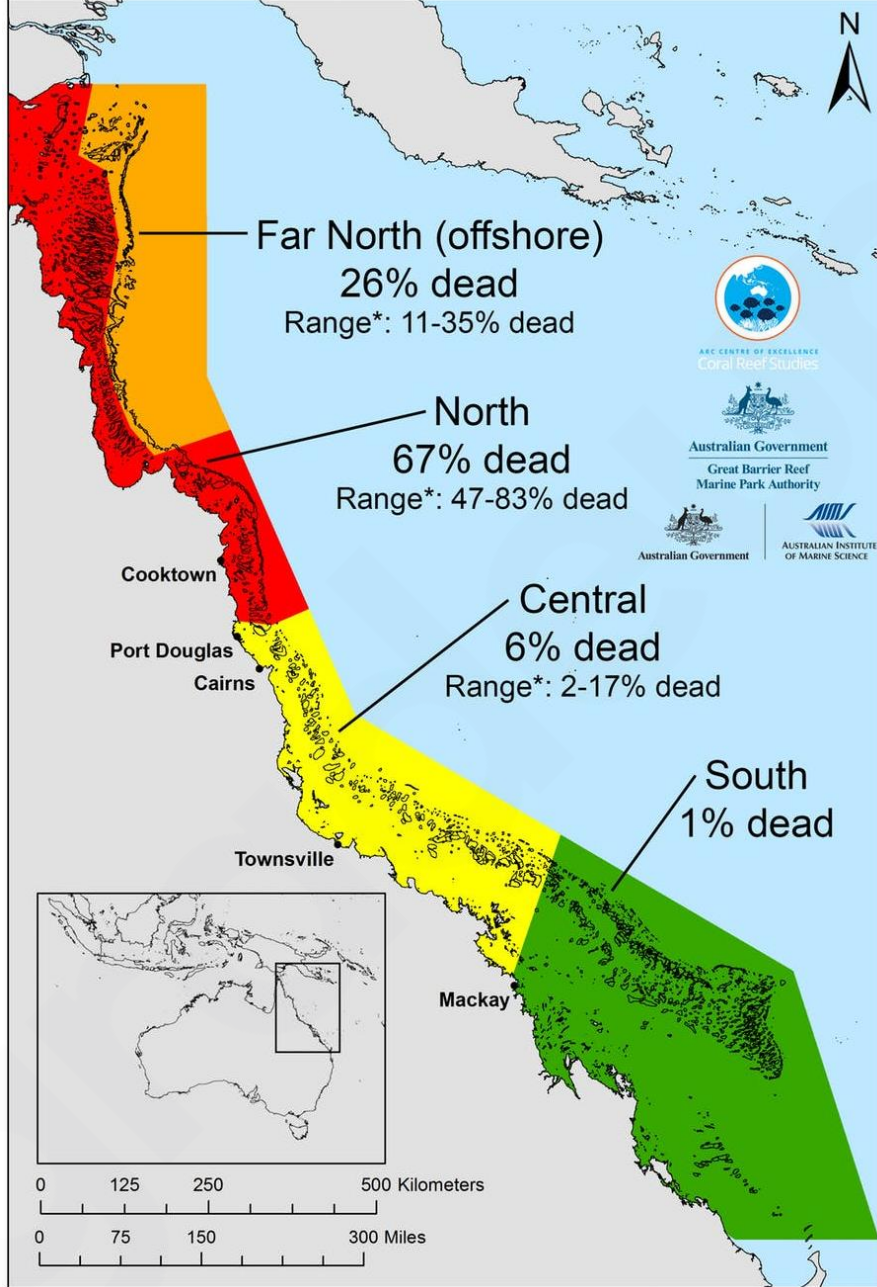 N
Far North (offshore)
26% dead
Range*: 11-35% dead
ARC CENTRE OF EXCELLENCE
Coral Reef Studies
North
67% dead
Range*: 47-83% dead
Australian Government
Great Barrier Reef
Marine Park Authority
Australian Government
AIMS
AUSTRALIAN INSTITUTE
OF MARINE SCIENCE
Cooktown
Central
6% dead
Range*: 2-17% dead
Port Douglas
Cairns
South
1% dead
Townsville
Mackay
0 125 250 500 Kilometers
0 75 150 300 Miles